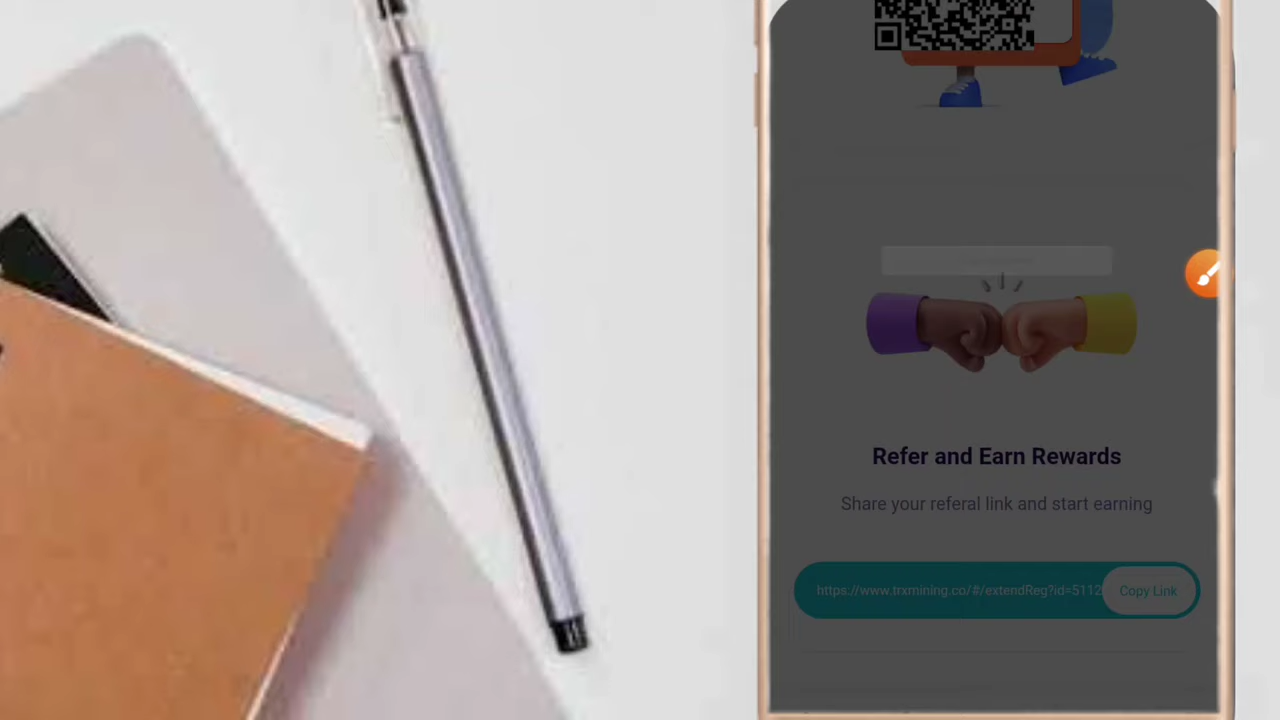 Refer and Earn Rewards
Share your referal link and start earning
https://www.trxmining.co/#/extendReg?id=5112
Copy Link